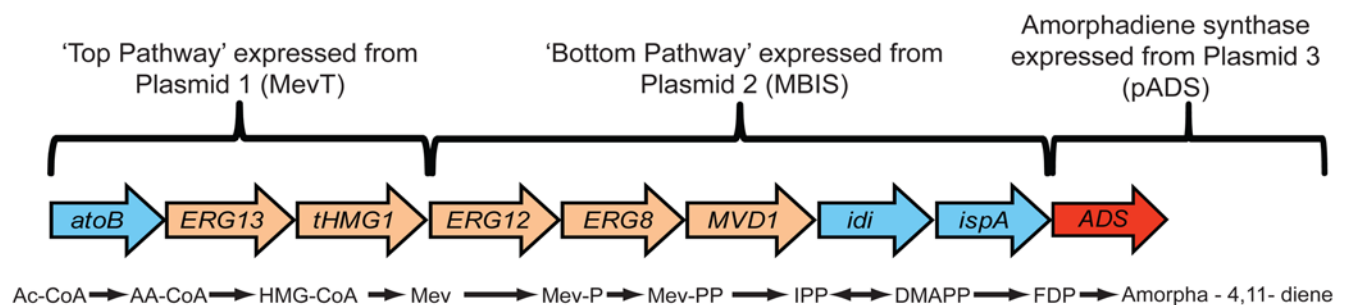 ‘Top Pathway’ expressed from
Plasmid 1 (MevT)
‘Bottom Pathway’ expressed from
Plasmid 2 (MBIS)
Amorphadiene synthase
expressed from Plasmid 3
(pADS)
atoB ERG13 tHMG1 ERG12 ERG8 MVD1 idi ispA ADS
Ac-CoA AA-CoA HMG-CoA Mev Mev-P Mev-PP IPP DMAPP FDP Amorpha - 4,11- diene